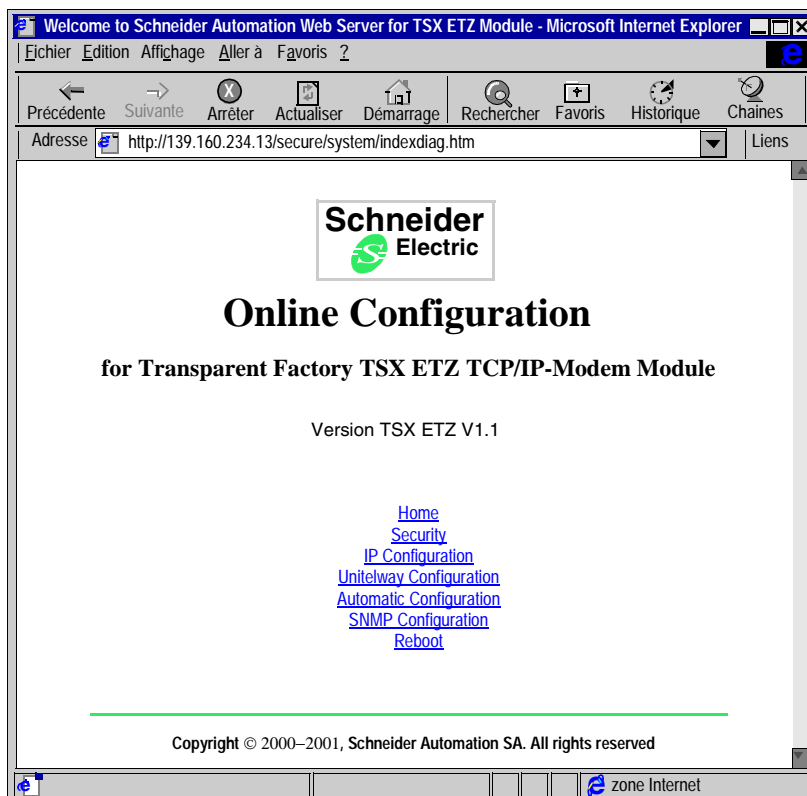 Welcome to Schneider Automation Web Server for TSX ETZ Module - Microsoft Internet Explorer
Fichier Edition Affichage Aller à Favoris ?
Précédente Suivante Arrêter Actualiser Démarrage Rechercher Favoris Historique Chaines
Adresse http://139.160.234.13/secure/system/indexdiag.htm Liens
Schneider
Electric
Online Configuration
for Transparent Factory TSX ETZ TCP/IP-Modem Module
Version TSX ETZ V1.1
Home
Security
IP Configuration
Unitelway Configuration
Automatic Configuration
SNMP Configuration
Reboot
Copyright © 2000–2001, Schneider Automation SA. All rights reserved
zone Internet